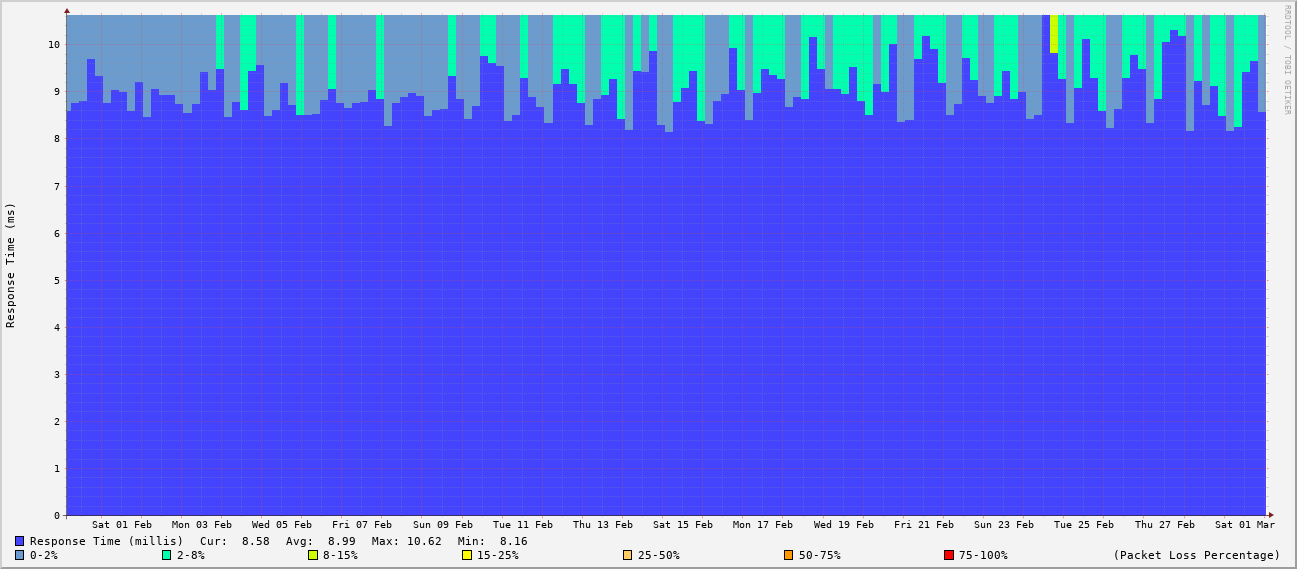 RRDTOOL / TOBI OETIKER
Response Time (ms)
10
9
8
7
6
5
4
3
2
1
0
Sat 01 Feb Mon 03 Feb Wed 05 Feb Fri 07 Feb Sun 09 Feb Tue 11 Feb Thu 13 Feb Sat 15 Feb Mon 17 Feb Wed 19 Feb Fri 21 Feb Sun 23 Feb Tue 25 Feb Thu 27 Feb Sat 01 Mar
Response Time (millis) Cur: 8.58 Avg: 8.99 Max: 10.62 Min: 8.16
0-2% 2-8% 8-15% 15-25% 25-50% 50-75% 75-100% (Packet Loss Percentage)